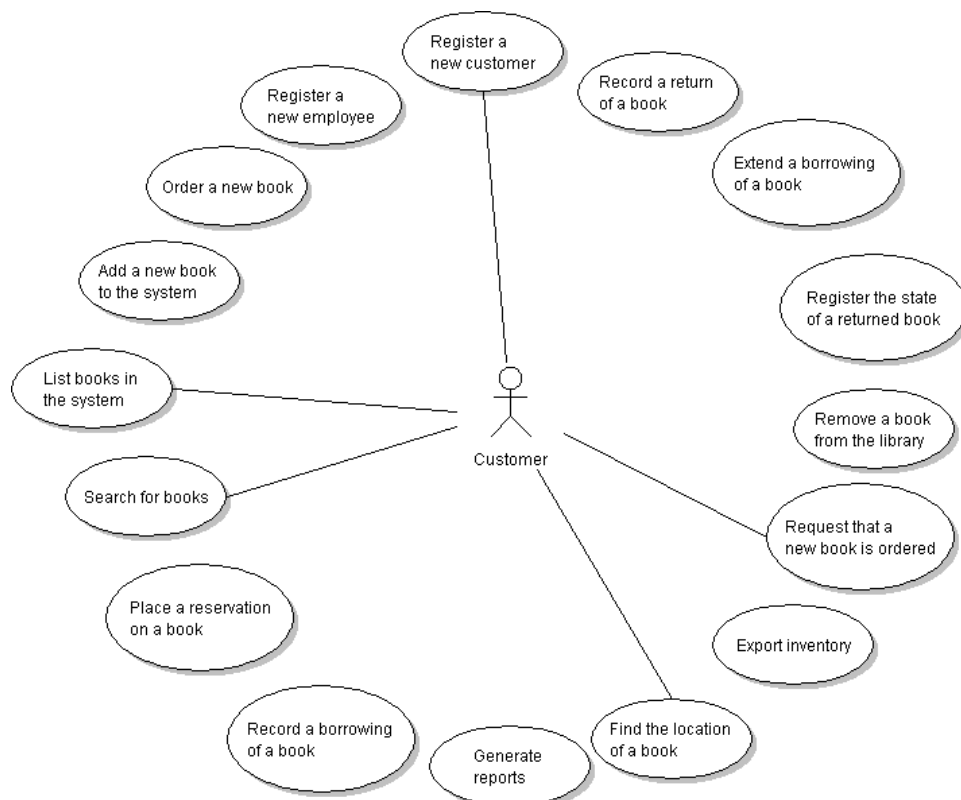 Register a
new customer
Record a return
of a book
Register a
new employee
Extend a borrowing
of a book
Order a new book
Add a new book
to the system
Register the state
of a returned book
List books in
the system
Remove a book
from the library
Customer
Search for books
Request that a
new book is ordered
Place a reservation
on a book
Export inventory
Record a borrowing
of a book
Find the location
of a book
Generate
reports